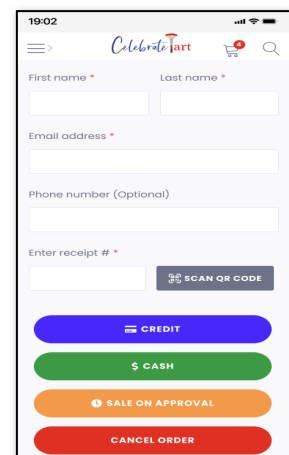 19:02
Celebrate Tart
4
First name * Last name *
Email address *
Phone number (Optional)
Enter receipt # *
SCAN QR CODE
CREDIT
$ CASH
SALE ON APPROVAL
CANCEL ORDER